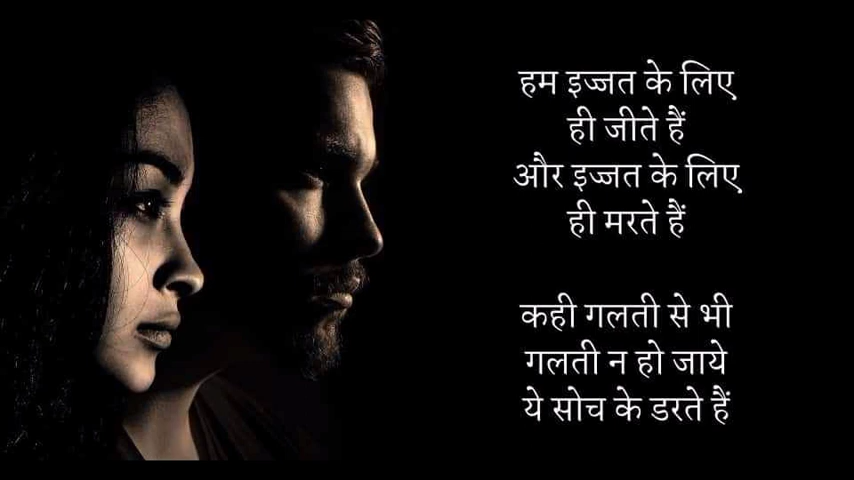 हम इज्जत के लिए
ही जीते हैं
और इज्जत के लिए
ही मरते हैं
कही गलती से भी
गलती न हो जाये
ये सोच के डरते हैं